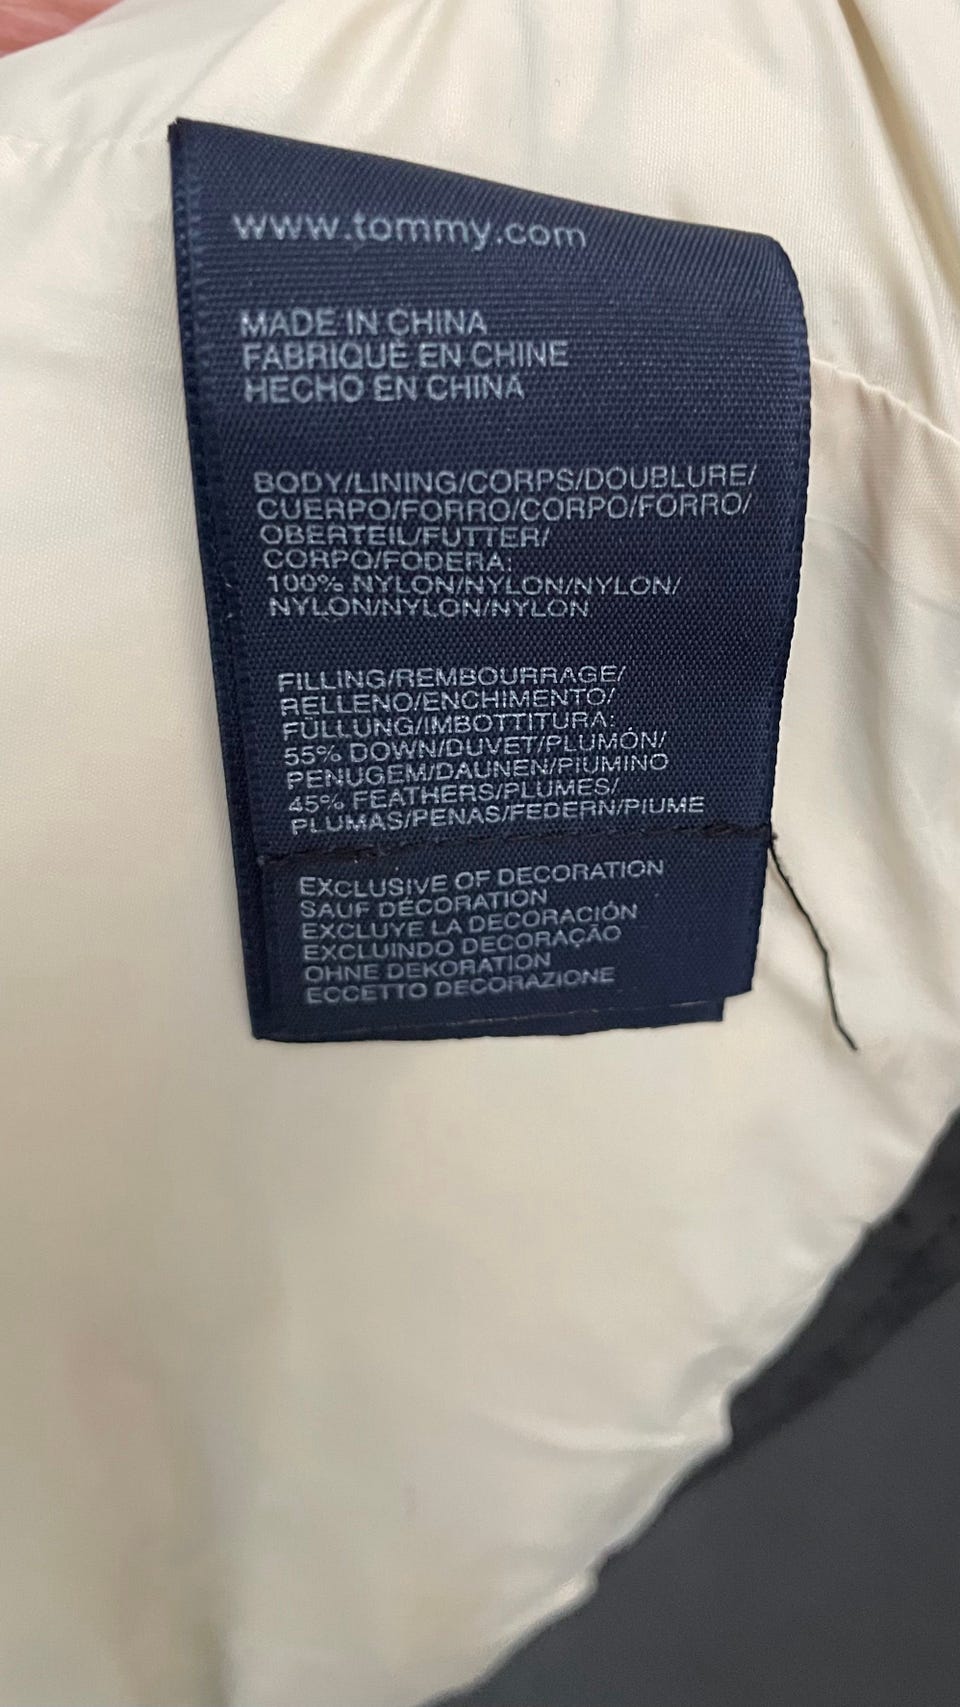 www.tommy.com
MADE IN CHINA
FABRIQUÉ EN CHINE
HECHO EN CHINA
BODY/LINING/CORPS/DOUBLURE/
CUERPO/FORRO/CORPO/FORRO/
OBERTEIL/FUTTER/
CORPO/FODERA:
100% NYLON/NYLON/NYLON/
NYLON/NYLON/NYLON
FILLING/REMBOURRAGE/
RELLENO/ENCHIMENTO/
FÜLLUNG/IMBOTTITURA:
55% DOWN/DUVET/PLUMÓN/
PENUGEM/DAUNEN/PIUMINO
45% FEATHERS/PLUMES/
PLUMAS/PENAS/FEDERN/PIUME
EXCLUSIVE OF DECORATION
SAUF DÉCORATION
EXCLUYE LA DECORACIÓN
EXCLUINDO DECORAÇÃO
OHNE DEKORATION
ECCETTO DECORAZIONE